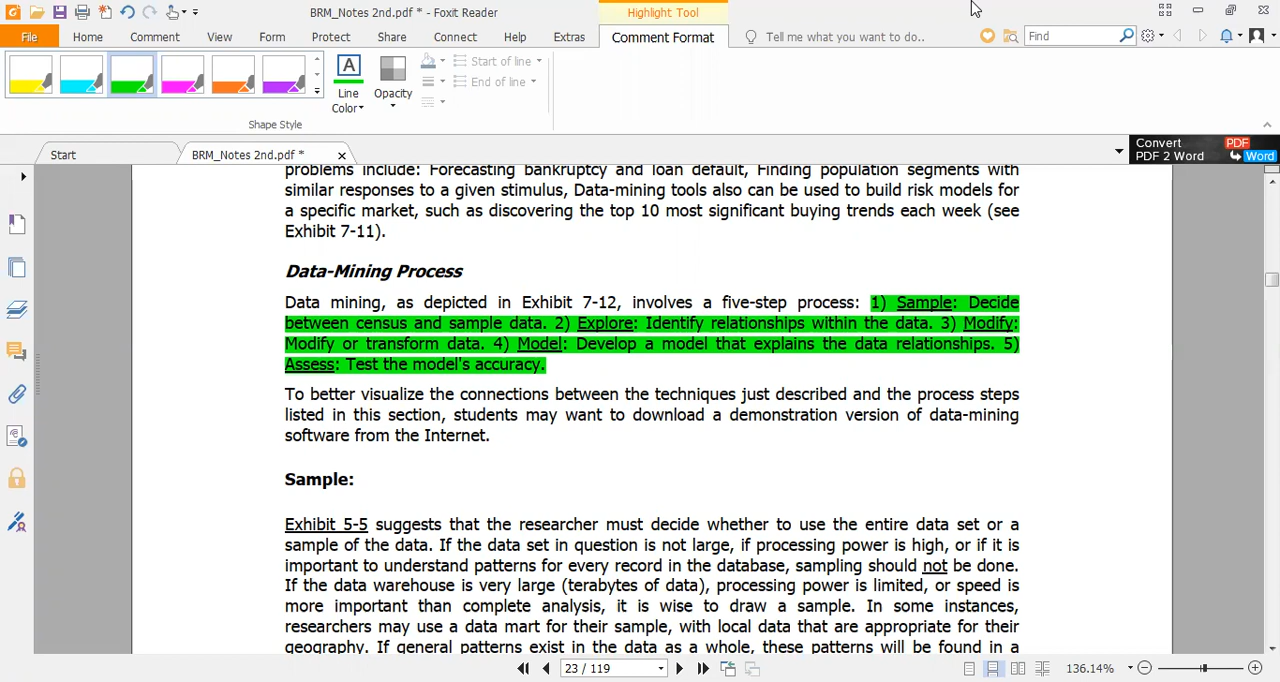 BRM_Notes 2nd.pdf * - Foxit Reader
Highlight Tool
File Home Comment View Form Protect Share Connect Help Extras Comment Format Tell me what you want to do.. Find
Start of line
End of line
Line Color
Opacity
Shape Style
Start
BRM_Notes 2nd.pdf *
Convert PDF
PDF 2 Word Word
problems include: Forecasting bankruptcy and loan default, Finding population segments with
similar responses to a given stimulus, Data-mining tools also can be used to build risk models for
a specific market, such as discovering the top 10 most significant buying trends each week (see
Exhibit 7-11).
Data-Mining Process
Data mining, as depicted in Exhibit 7-12, involves a five-step process: 1) Sample: Decide
between census and sample data. 2) Explore: Identify relationships within the data. 3) Modify:
Modify or transform data. 4) Model: Develop a model that explains the data relationships. 5)
Assess: Test the model's accuracy.
To better visualize the connections between the techniques just described and the process steps
listed in this section, students may want to download a demonstration version of data-mining
software from the Internet.
Sample:
Exhibit 5-5 suggests that the researcher must decide whether to use the entire data set or a
sample of the data. If the data set in question is not large, if processing power is high, or if it is
important to understand patterns for every record in the database, sampling should not be done.
If the data warehouse is very large (terabytes of data), processing power is limited, or speed is
more important than complete analysis, it is wise to draw a sample. In some instances,
researchers may use a data mart for their sample, with local data that are appropriate for their
geography. If general patterns exist in the data as a whole, these patterns will be found in a
23 / 119
136.14%